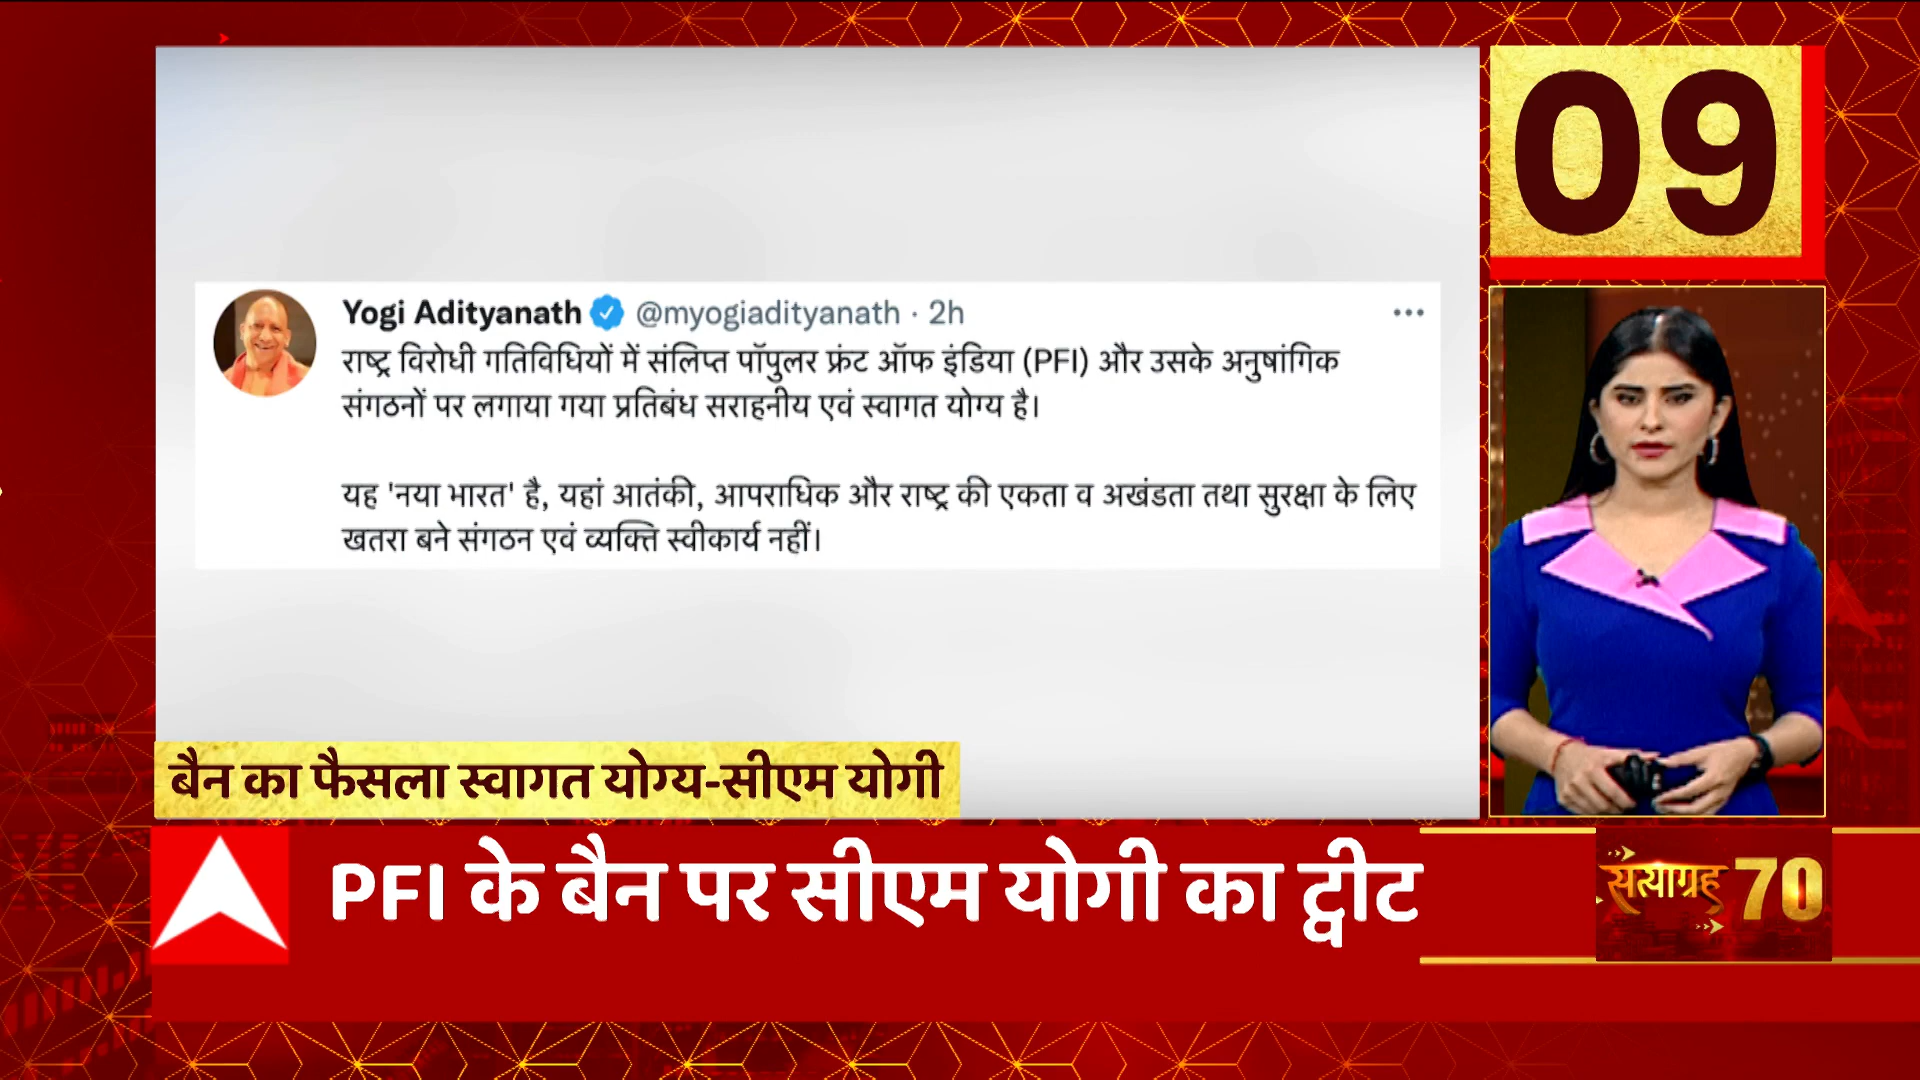 09
Yogi Adityanath @myogiadityanath · 2h
राष्ट्र विरोधी गतिविधियों में संलिप्त पॉपुलर फ्रंट ऑफ इंडिया (PFI) और उसके अनुषांगिक
संगठनों पर लगाया गया प्रतिबंध सराहनीय एवं स्वागत योग्य है।
यह 'नया भारत' है, यहां आतंकी, आपराधिक और राष्ट्र की एकता व अखंडता तथा सुरक्षा के लिए
खतरा बने संगठन एवं व्यक्ति स्वीकार्य नहीं।
बैन का फैसला स्वागत योग्य-सीएम योगी
PFI के बैन पर सीएम योगी का ट्वीट
सत्याग्रह 70